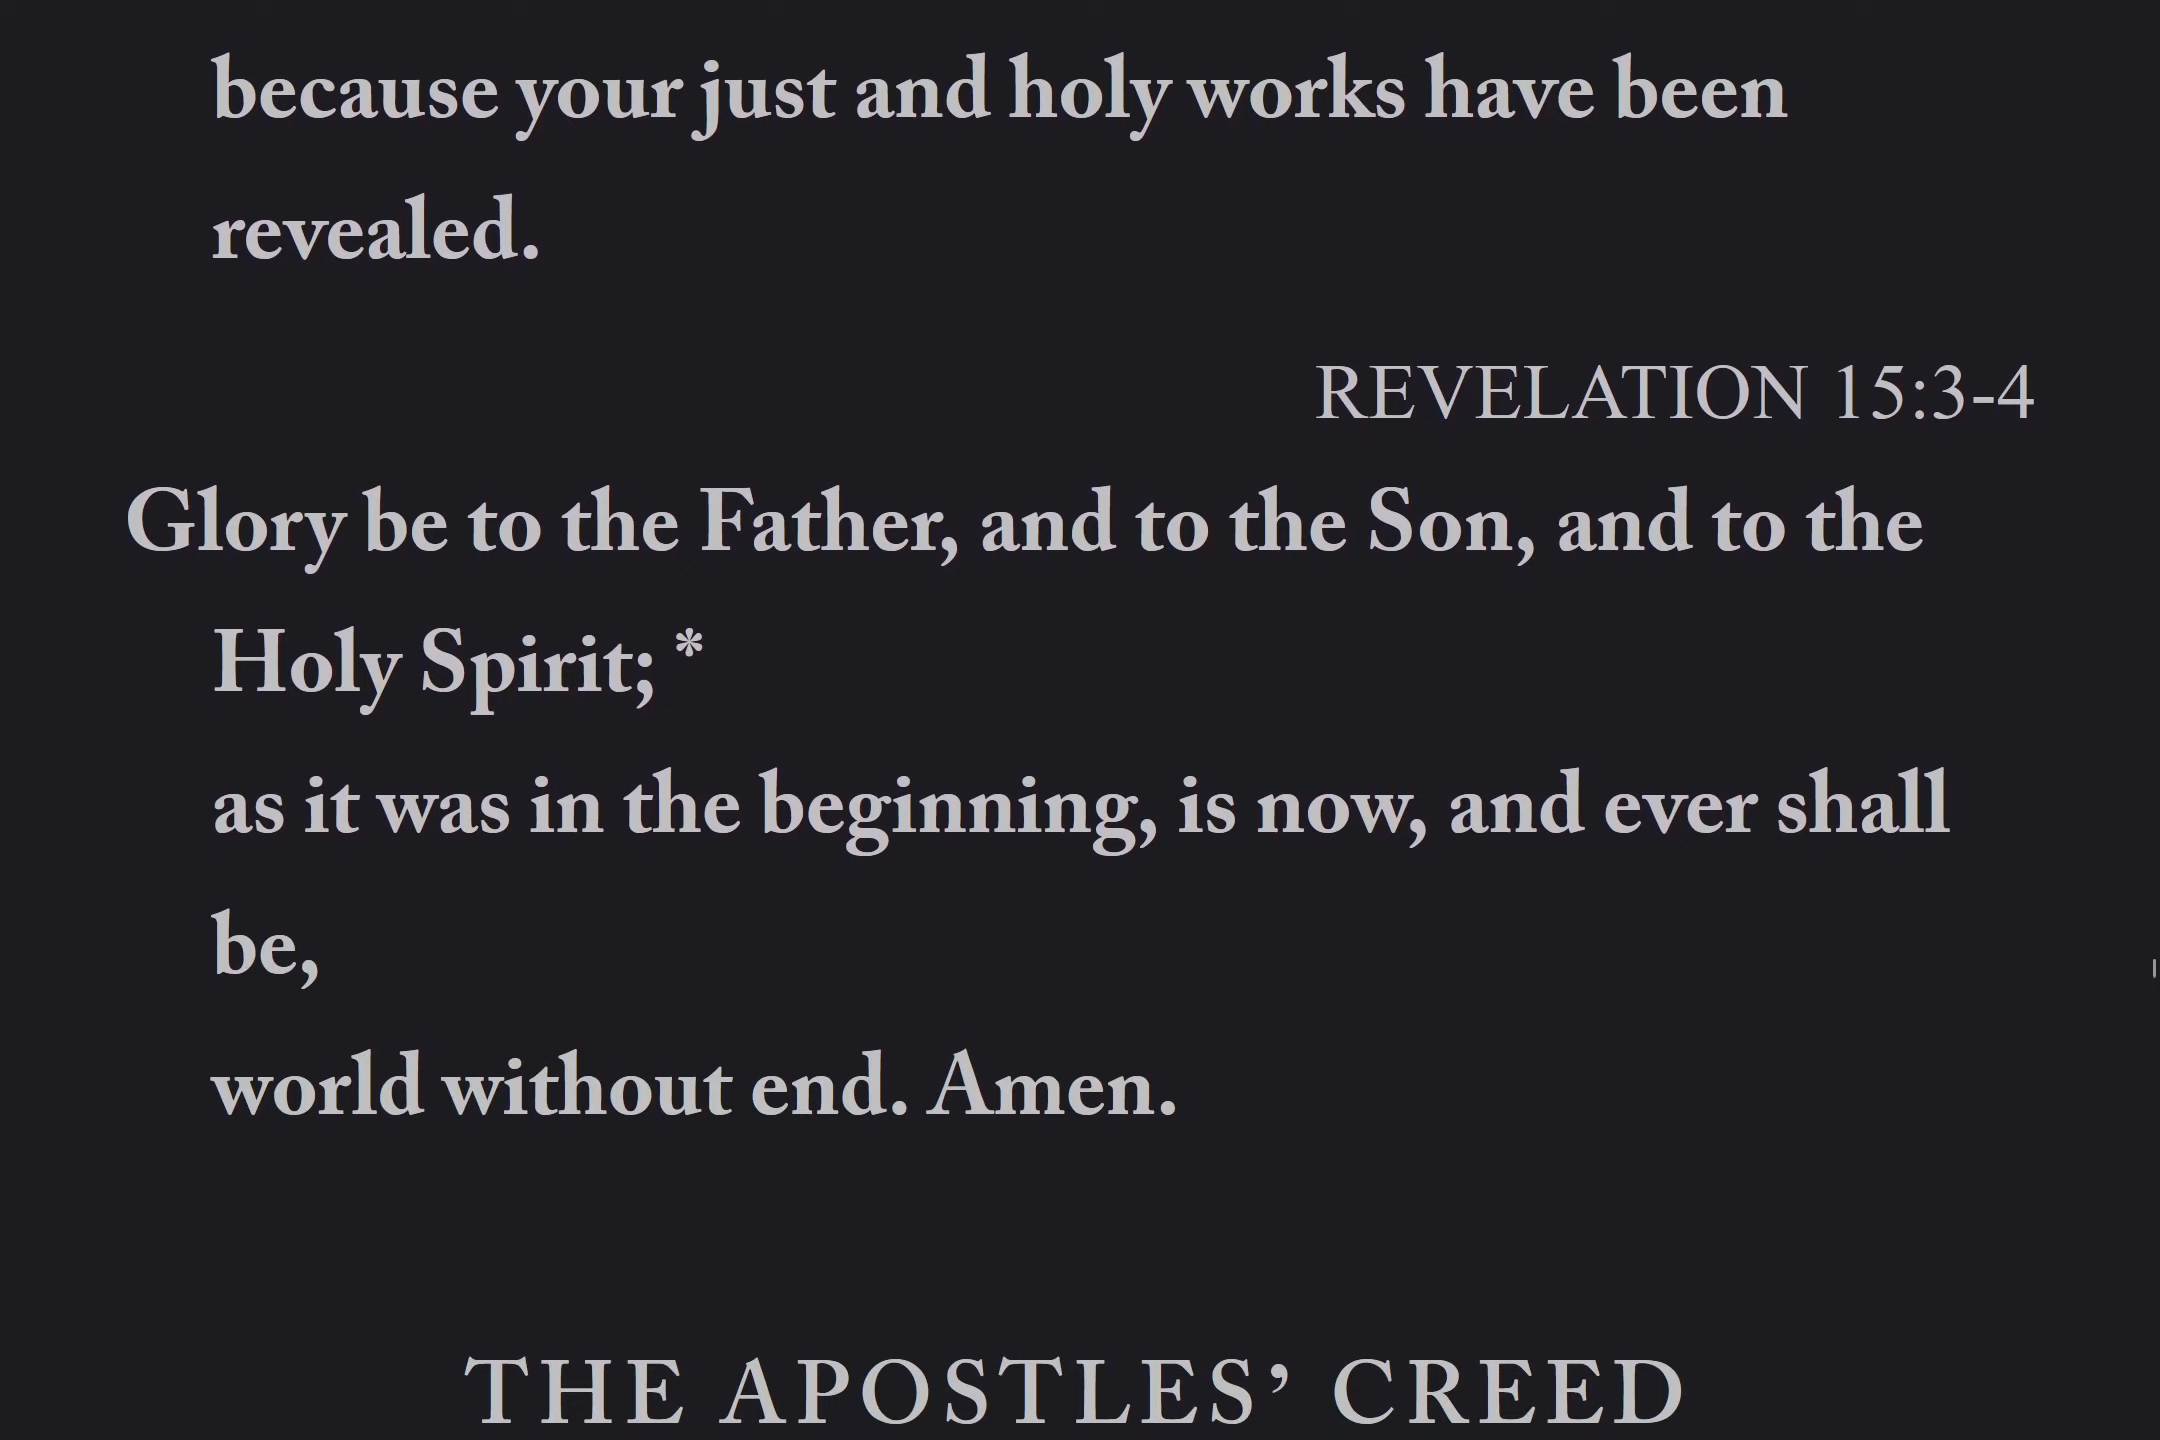 because your just and holy works have been
revealed.
REVELATION 15:3-4
Glory be to the Father, and to the Son, and to the
Holy Spirit; *
as it was in the beginning, is now, and ever shall
be,
world without end. Amen.
THE APOSTLES’ CREED